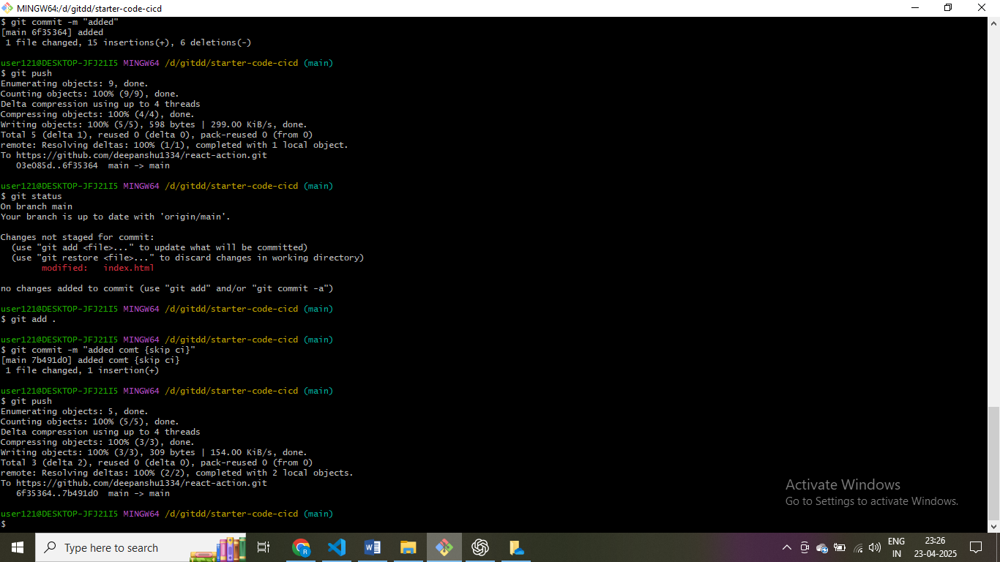 MINGW64:/d/gitdd/starter-code-cicd
$ git commit -m "added"
[main 6f35364] added
 1 file changed, 15 insertions(+), 6 deletions(-)
user121@DESKTOP-JFJ21I5 MINGW64 /d/gitdd/starter-code-cicd (main)
$ git push
Enumerating objects: 9, done.
Counting objects: 100% (9/9), done.
Delta compression using up to 4 threads
Compressing objects: 100% (4/4), done.
Writing objects: 100% (5/5), 598 bytes | 299.00 KiB/s, done.
Total 5 (delta 1), reused 0 (delta 0), pack-reused 0 (from 0)
remote: Resolving deltas: 100% (1/1), completed with 1 local object.
To https://github.com/deepanshu1334/react-action.git
   03e085d..6f35364  main -> main
user121@DESKTOP-JFJ21I5 MINGW64 /d/gitdd/starter-code-cicd (main)
$ git status
On branch main
Your branch is up to date with 'origin/main'.
Changes not staged for commit:
  (use "git add <file>..." to update what will be committed)
  (use "git restore <file>..." to discard changes in working directory)
        modified:   index.html
no changes added to commit (use "git add" and/or "git commit -a")
user121@DESKTOP-JFJ21I5 MINGW64 /d/gitdd/starter-code-cicd (main)
$ git add .
user121@DESKTOP-JFJ21I5 MINGW64 /d/gitdd/starter-code-cicd (main)
$ git commit -m "added comt {skip ci}"
[main 7b491d0] added comt {skip ci}
 1 file changed, 1 insertion(+)
user121@DESKTOP-JFJ21I5 MINGW64 /d/gitdd/starter-code-cicd (main)
$ git push
Enumerating objects: 5, done.
Counting objects: 100% (5/5), done.
Delta compression using up to 4 threads
Compressing objects: 100% (3/3), done.
Writing objects: 100% (3/3), 309 bytes | 154.00 KiB/s, done.
Total 3 (delta 2), reused 0 (delta 0), pack-reused 0 (from 0)
remote: Resolving deltas: 100% (2/2), completed with 2 local objects.
To https://github.com/deepanshu1334/react-action.git
   6f35364..7b491d0  main -> main
user121@DESKTOP-JFJ21I5 MINGW64 /d/gitdd/starter-code-cicd (main)
$
Activate Windows
Go to Settings to activate Windows.
Type here to search
R
W
ENG
IN
23:26
23-04-2025